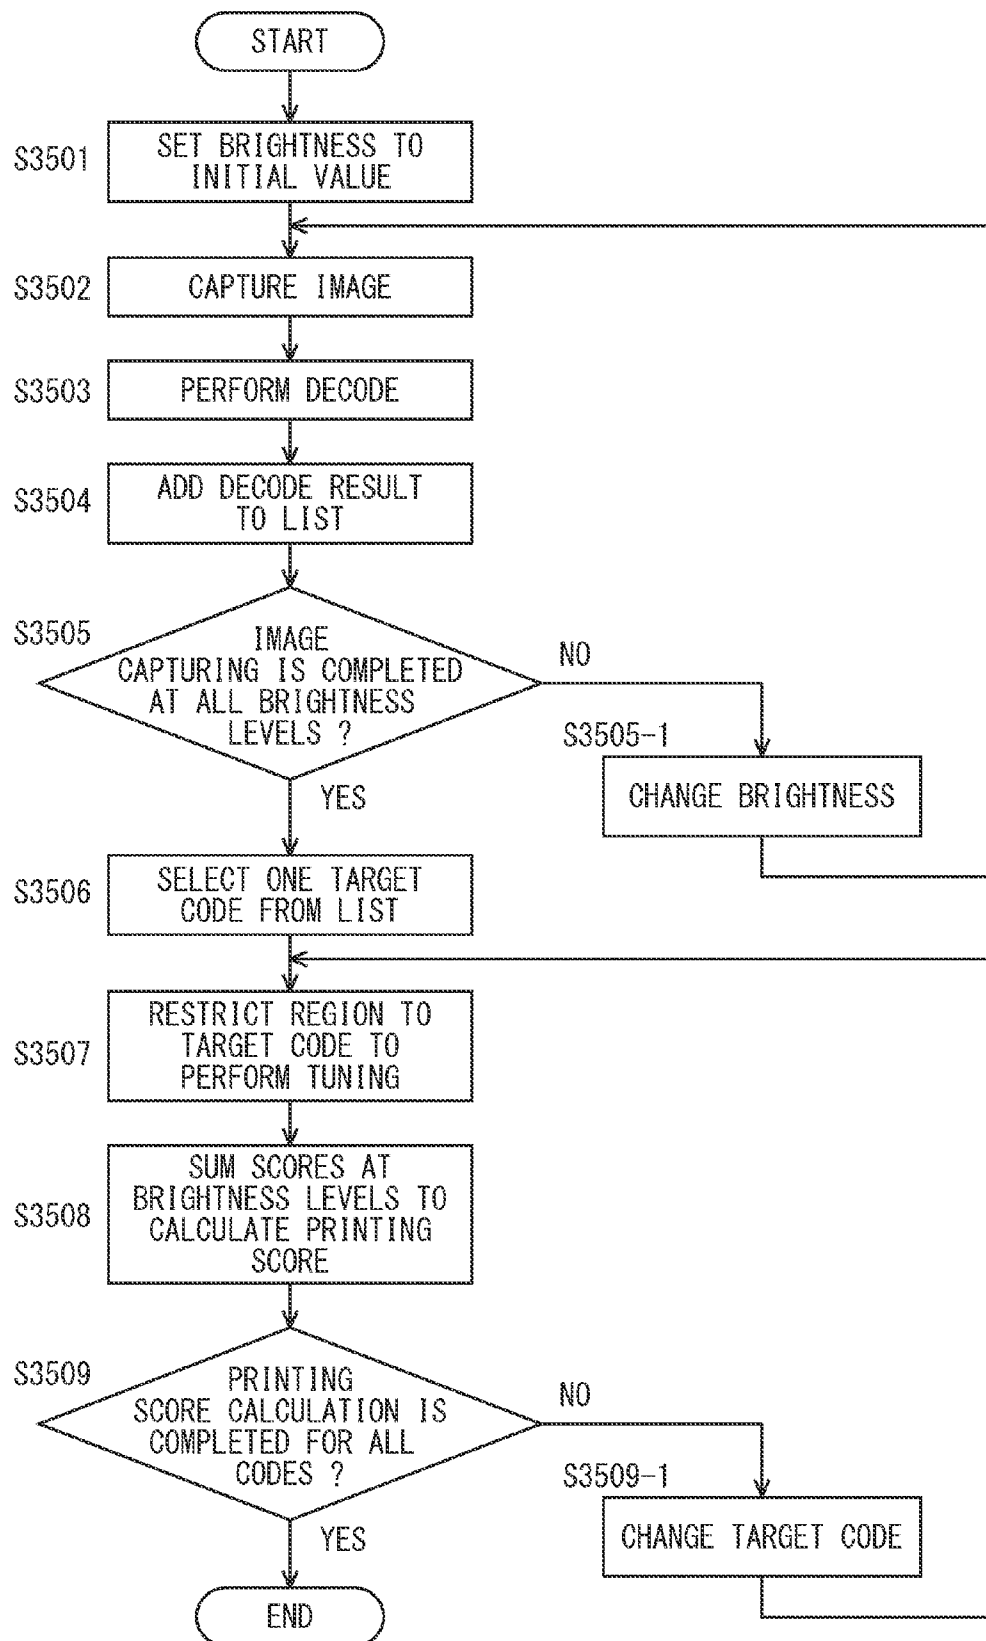 START
S3501
SET BRIGHTNESS TO
INITIAL VALUE
S3502
CAPTURE IMAGE
S3503
PERFORM DECODE
S3504
ADD DECODE RESULT
TO LIST
S3505
IMAGE
CAPTURING IS COMPLETED
AT ALL BRIGHTNESS
LEVELS ?
NO
S3505-1
CHANGE BRIGHTNESS
YES
S3506
SELECT ONE TARGET
CODE FROM LIST
S3507
RESTRICT REGION TO
TARGET CODE TO
PERFORM TUNING
S3508
SUM SCORES AT
BRIGHTNESS LEVELS TO
CALCULATE PRINTING
SCORE
S3509
PRINTING
SCORE CALCULATION IS
COMPLETED FOR ALL
CODES ?
NO
S3509-1
CHANGE TARGET CODE
YES
END